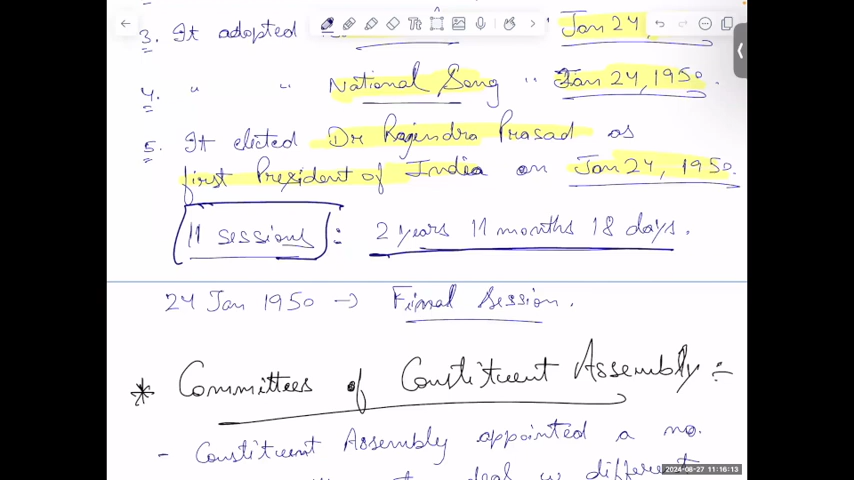 3. It adopted Jan 24,
4. " " National Song " Jan 24, 1950.
5. It elected Dr Rajendra Prasad as
first President of India on Jan 24, 1950.
11 sessions : 2 years 11 months 18 days.
24 Jan 1950 → Final Session.
* Committees of Constituent Assembly :-
- Constituent Assembly appointed a no.
deal w different
2024-08-27 11:16:13